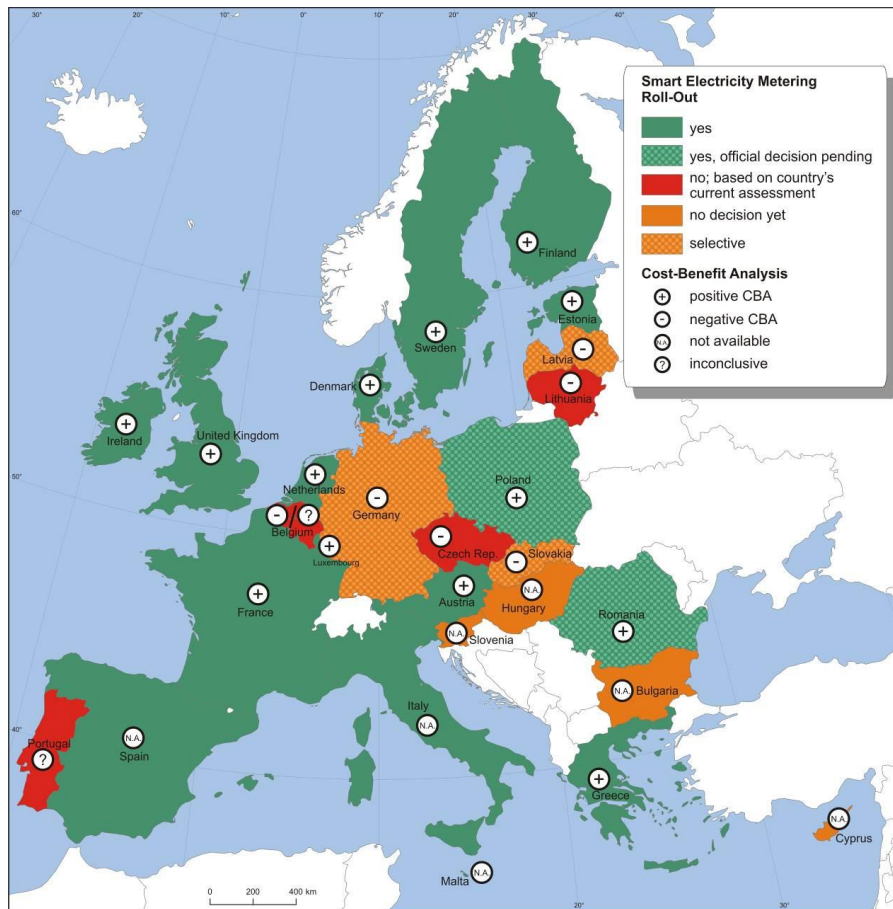 30°
20°
10°
0°
10°
20°
30°
40°
60°
50°
40°
20°
30°
Smart Electricity Metering
Roll-Out
yes
yes, official decision pending
no; based on country's
current assessment
no decision yet
selective
Cost-Benefit Analysis
+ positive CBA
- negative CBA
N.A. not available
? inconclusive
+
Finland
+
Estonia
+
Sweden
-
Latvia
-
Lithuania
Denmark +
+
Ireland
United Kingdom
+
+
Netherlands
-
Germany
Poland
+
- / ?
Belgium
+
Luxembourg
-
Czech Rep.
Slovakia
-
+
France
+
Austria
N.A.
Hungary
N.A. Slovenia
Romania
+
N.A. Bulgaria
Italy
N.A.
Portugal
?
N.A.
Spain
+
Greece
N.A.
Cyprus
Malta N.A.
0 200 400 km